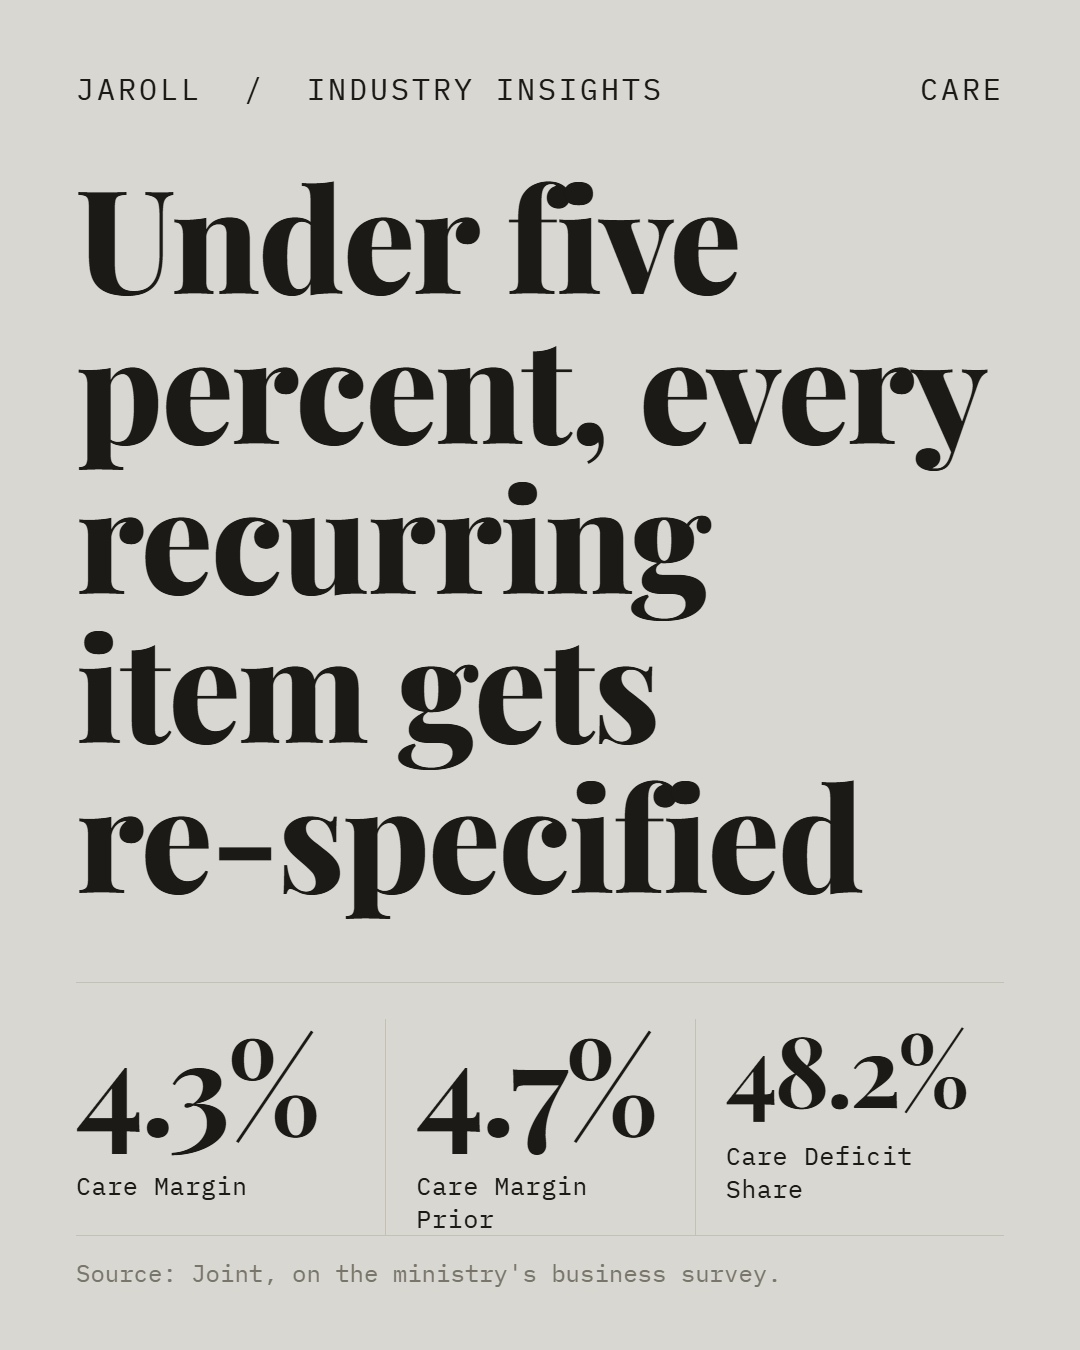 JAROLL / INDUSTRY INSIGHTS CARE
Under five
percent, every
recurring
item gets
re-specified
4.3% 4.7% 48.2%
Care Margin
Care Margin
Prior
Care Deficit
Share
Source: Joint, on the ministry's business survey.